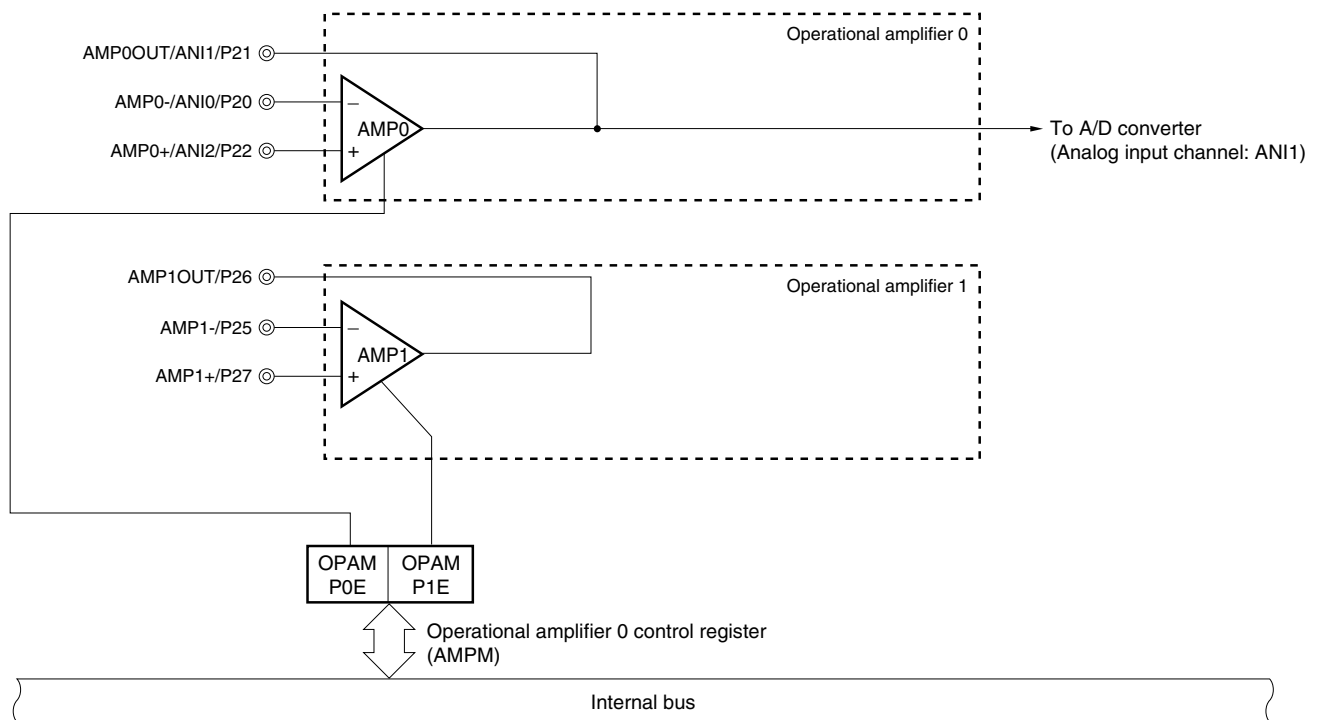 Operational amplifier 0
AMP0OUT/ANI1/P21
AMP0-/ANI0/P20
AMP0+/ANI2/P22
–
AMP0
+
To A/D converter
(Analog input channel: ANI1)
Operational amplifier 1
AMP1OUT/P26
AMP1-/P25
AMP1+/P27
–
AMP1
+
OPAM
P0E
OPAM
P1E
Operational amplifier 0 control register
(AMPM)
Internal bus